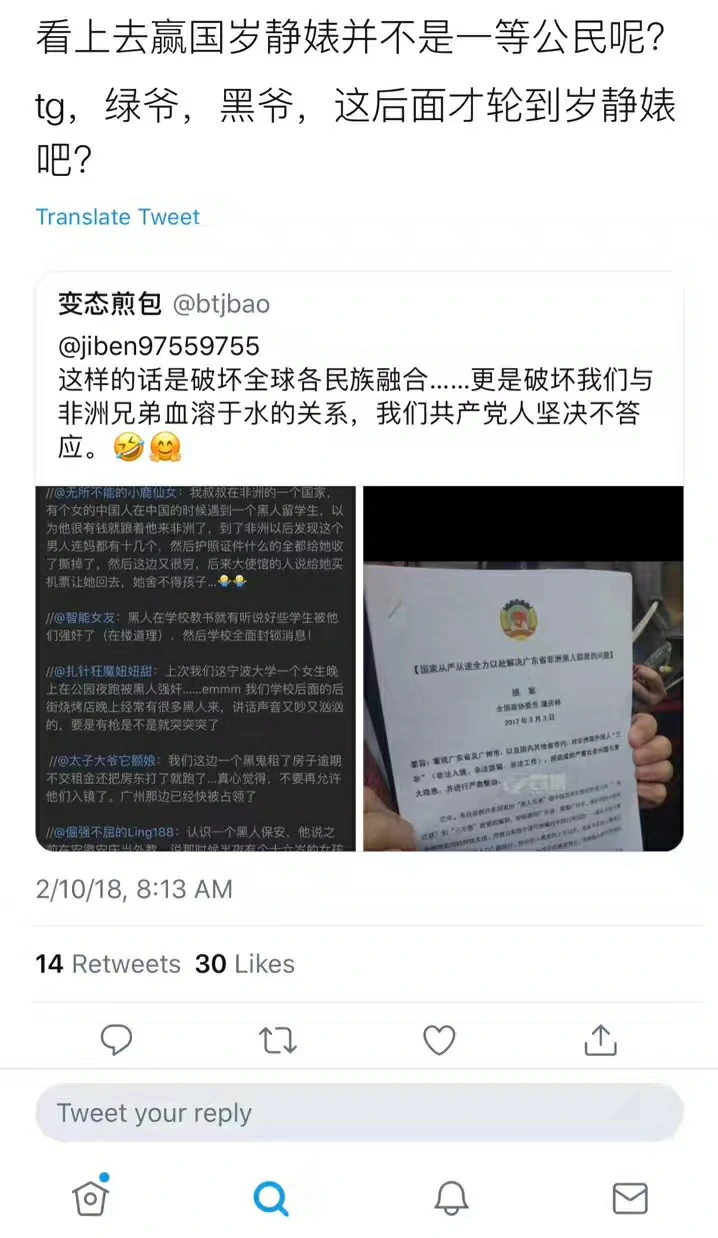 看上去赢国岁静婊并不是一等公民呢？
tg，绿爷，黑爷，这后面才轮到岁静婊
吧？
Translate Tweet
变态煎包 @btjbao
@jiben97559755
这样的话是破坏全球各民族融合......更是破坏我们与
非洲兄弟血溶于水的关系，我们共产党人坚决不答
应。🤣🤗
//@无所不能的小鹿仙女：我叔叔在非洲的一个国家，
有个女的中国人在中国的时候遇到一个黑人留学生，以
为他很有钱就跟着他来非洲了，到了非洲以后发现这个
男人连妈都有十几个，然后护照证件什么的全都给她收
了撕掉了，然后这边又很穷，后来大使馆的人说给她买
机票让她回去，她舍不得孩子...
//@智能女友：黑人在学校教书就有听说好些学生被他
们强奸了（在楼道理），然后学校全面封锁消息！
//@扎针狂魔妞妞甜：上次我们这宁波大学一个女生晚
上在公园夜跑被黑人强奸......emmm 我们学校后面的后
街烧烤店晚上经常有很多黑人来，讲话声音又吵又汹汹
的，要是有枪是不是就突突突了
//@太子大爷它额娘：我们这边一个黑鬼租了房子逾期
不交租金还把房东打了就跑了...真心觉得，不要再允许
他们入镜了。广州那边已经快被占领了
//@倔强不屈的Ling188：认识一个黑人保安，他说之
前在安徽安庆当外教，说那时候半夜有个十六岁的女孩
【国家从严从速全力以赴解决广东省非洲黑人群居的问题】
提 案
全国政协委员 潘庆林
2017年3月3日
要旨：重视广东省及广州市、以及国内其他省市内，将非洲籍外国人“三
非”（非法入境、非法居留、非法工作），所造成的严重社会问题与重
大隐患，并进行严肃整治。
2/10/18, 8:13 AM
14 Retweets 30 Likes
Tweet your reply